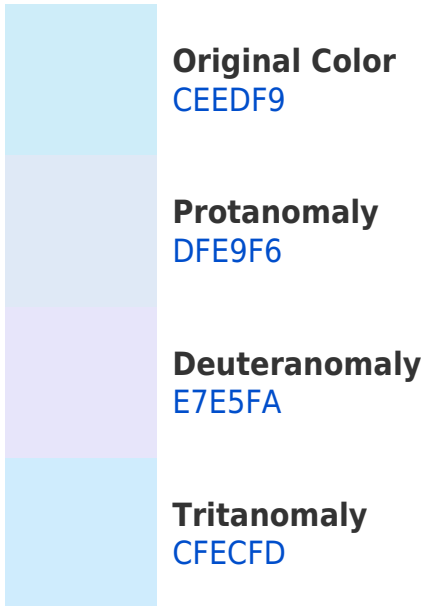 Original Color
CEEDF9
Protanomaly
DFE9F6
Deuteranomaly
E7E5FA
Tritanomaly
CFECFD